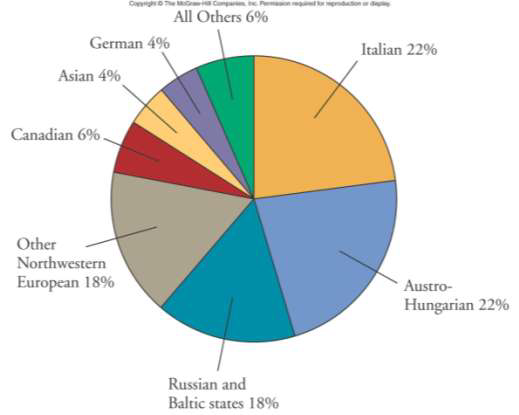 Copyright © The McGraw-Hill Companies, Inc. Permission required for reproduction or display.
All Others 6%
German 4%
Italian 22%
Asian 4%
Canadian 6%
Other
Northwestern
European 18%
Austro-
Hungarian 22%
Russian and
Baltic states 18%